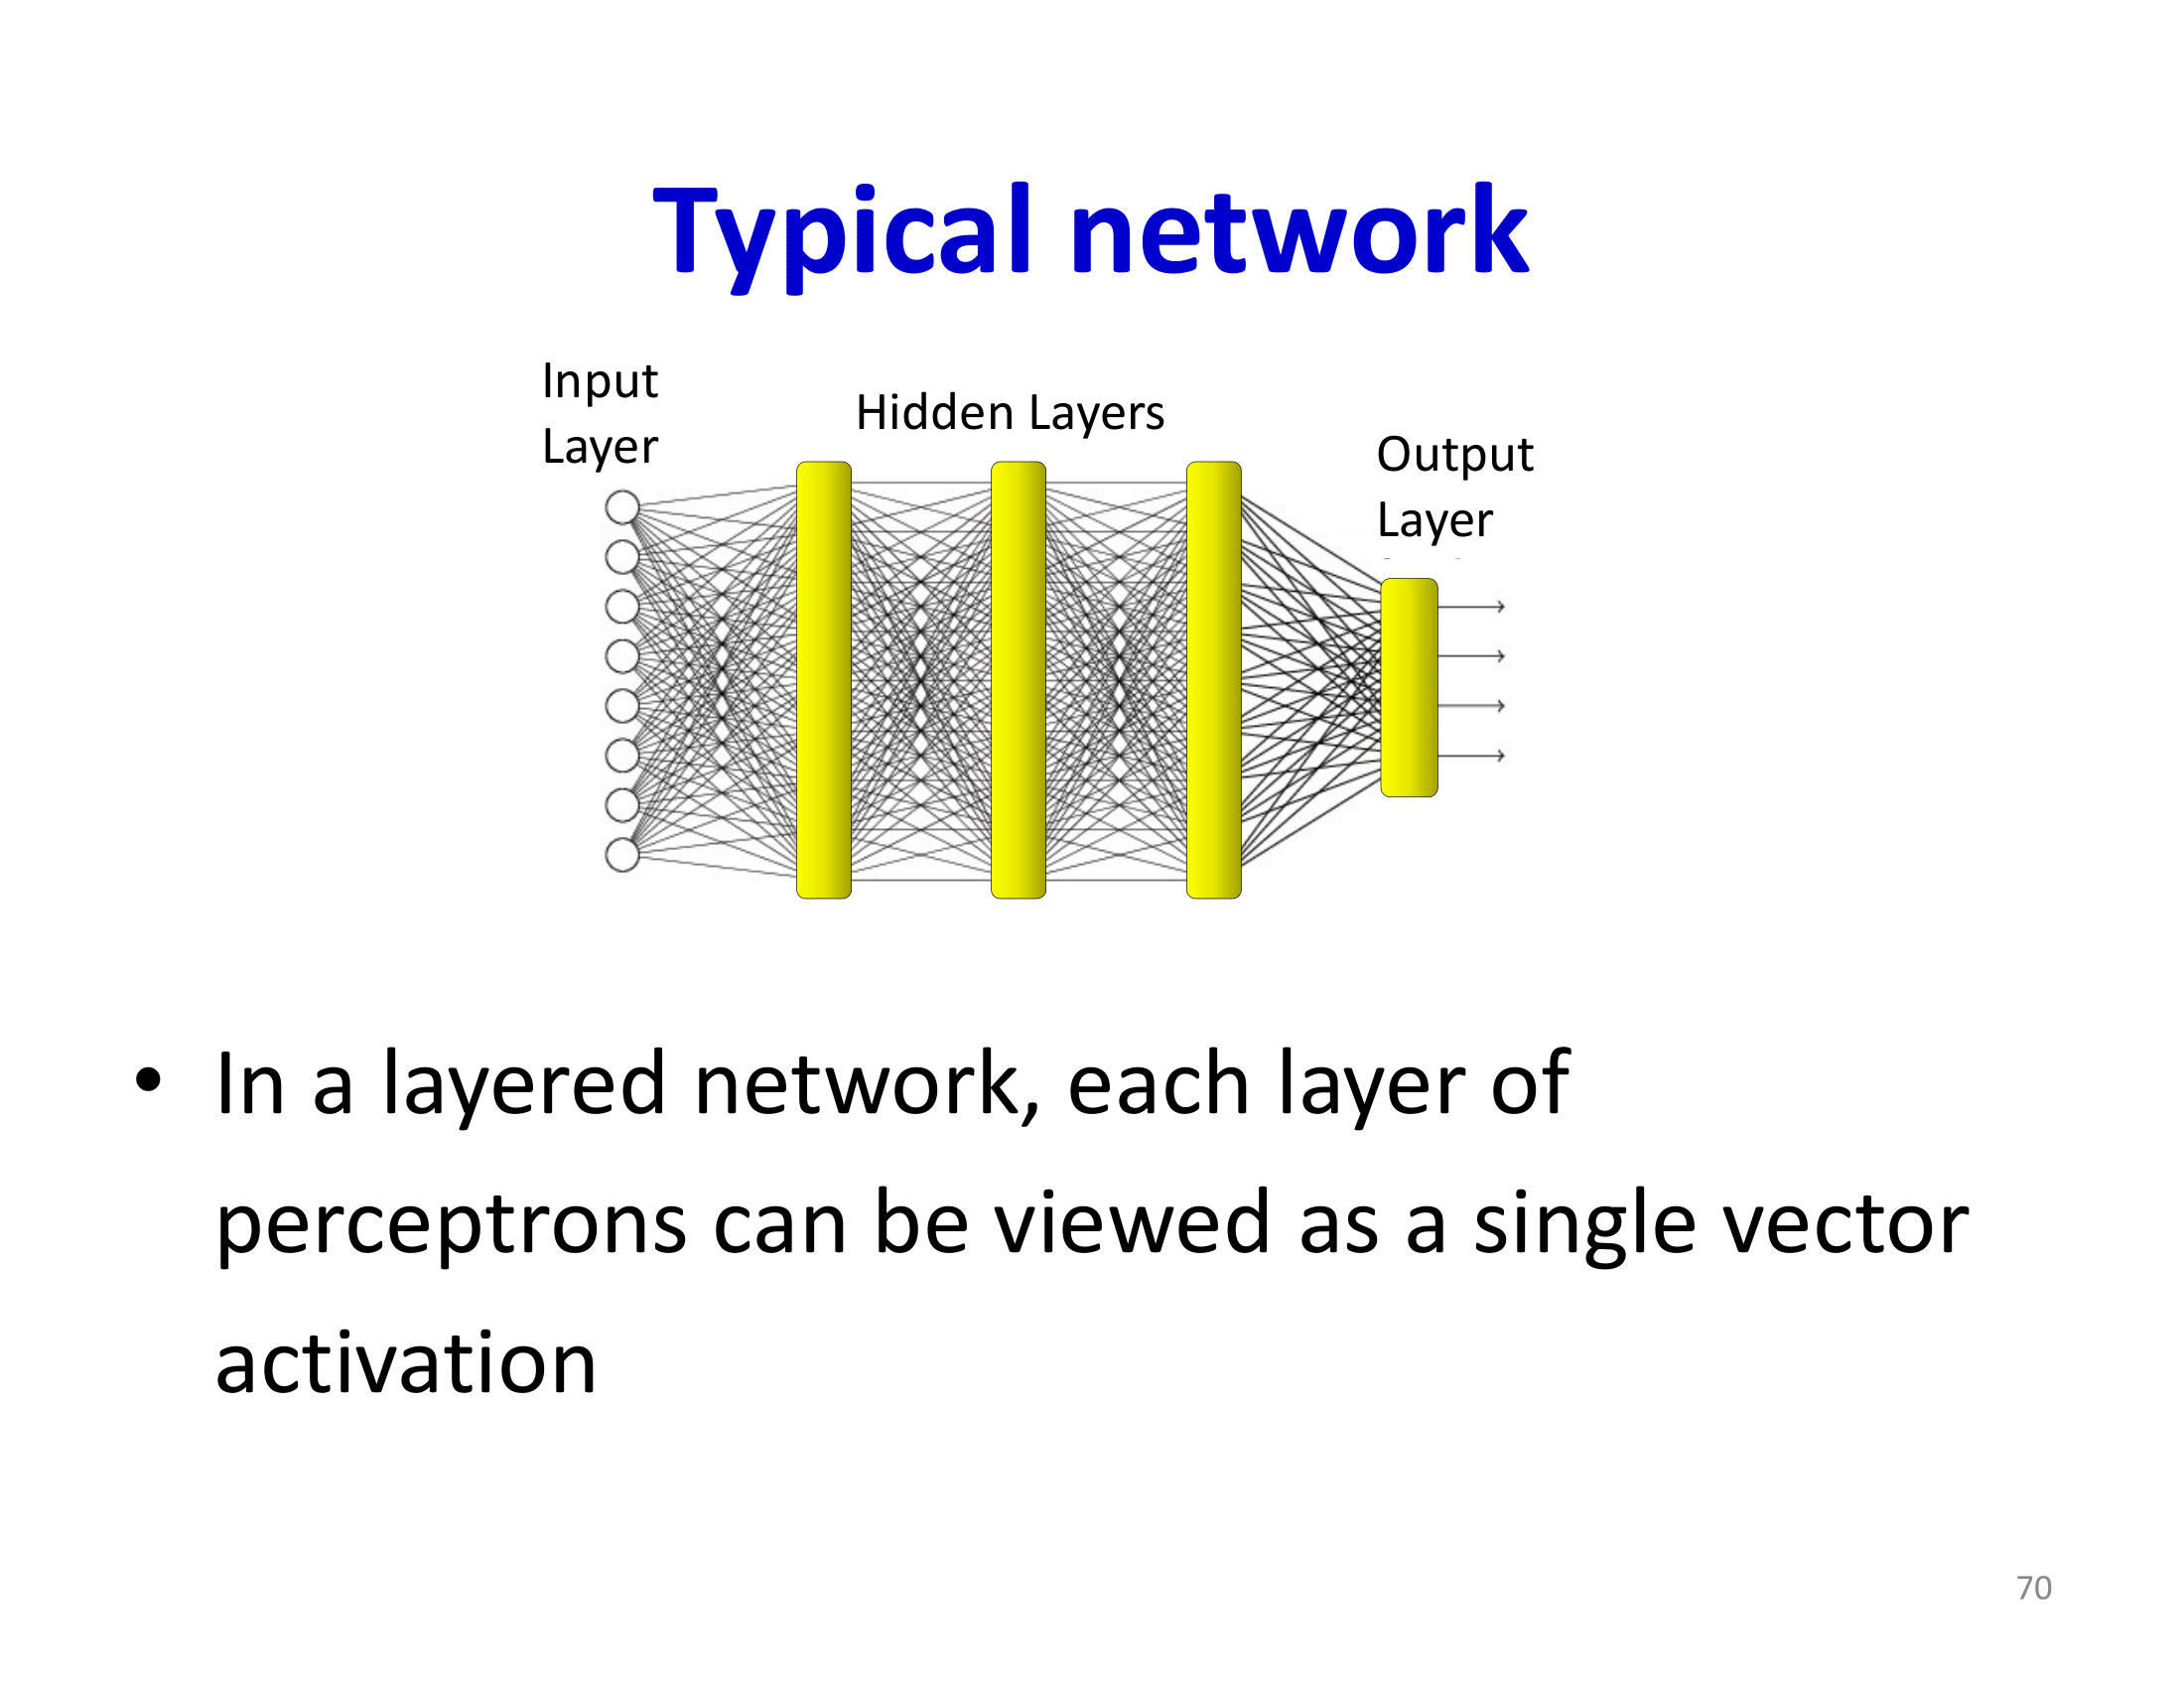 Typical network
Input
Layer
Hidden Layers
Output
Layer
• In a layered network, each layer of
perceptrons can be viewed as a single vector
activation
70